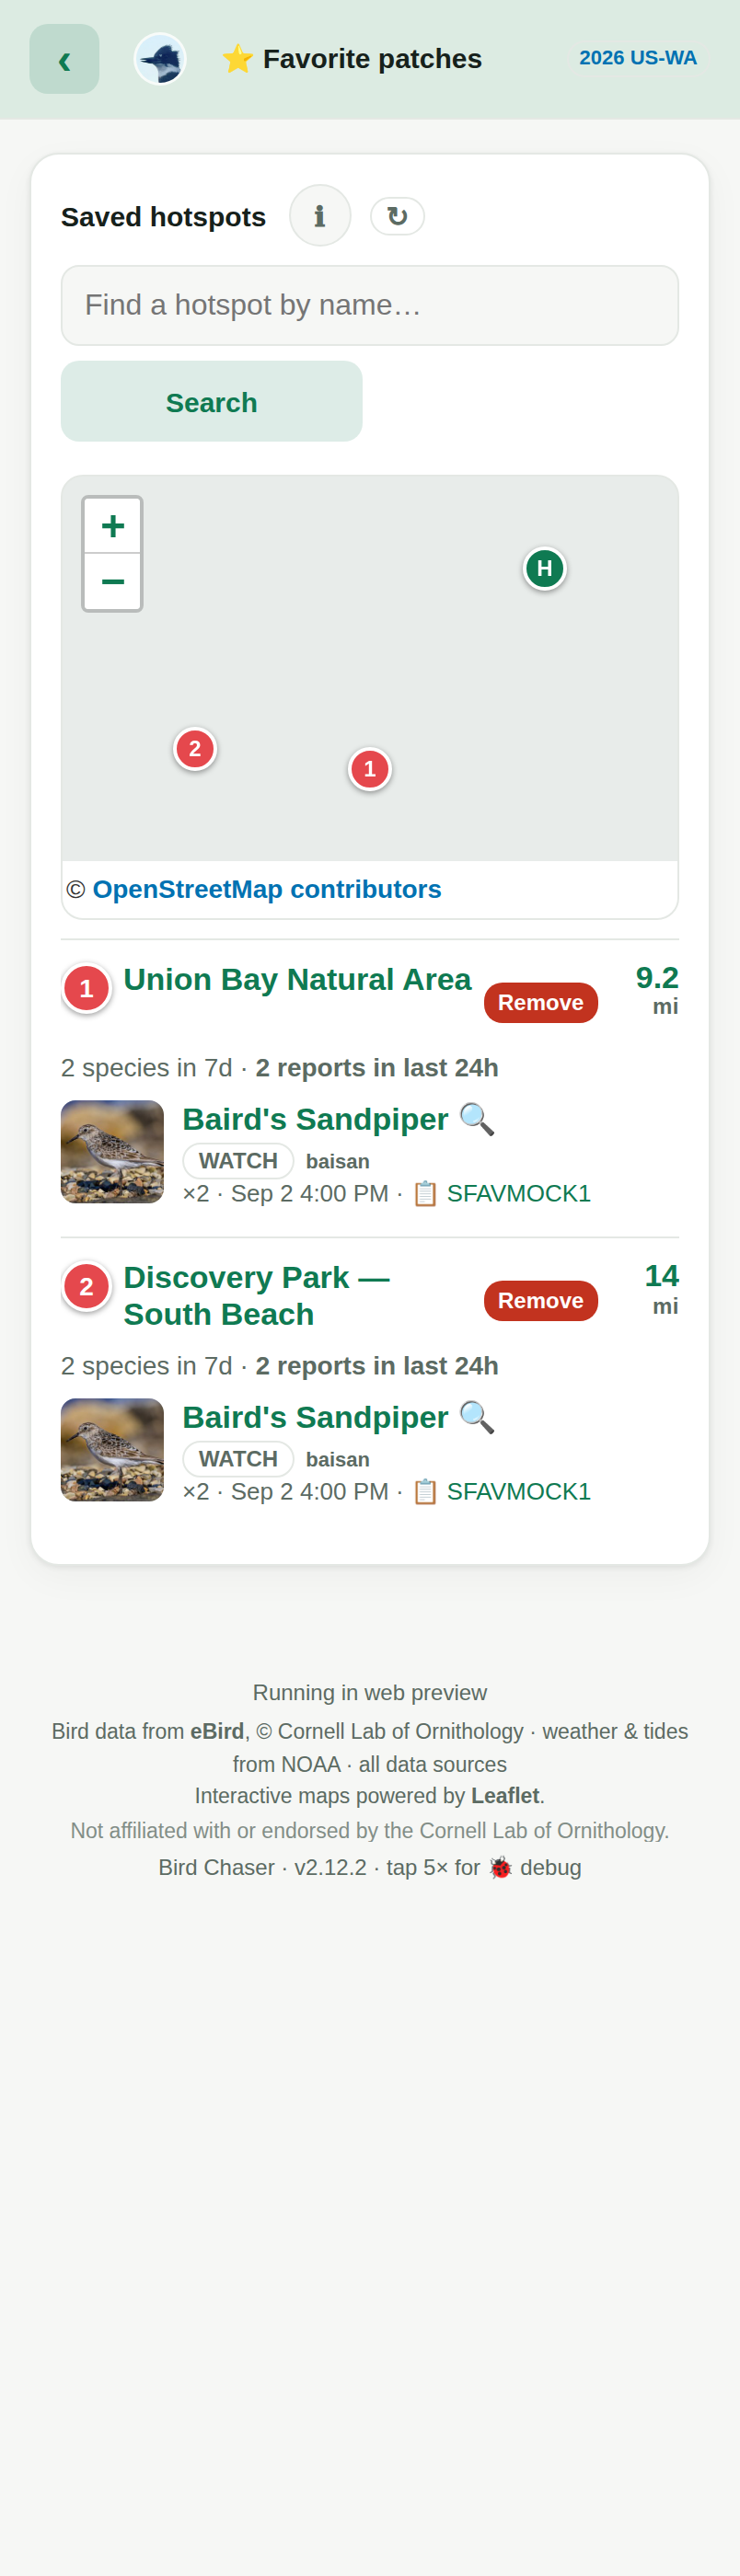 ‹ ⭐ Favorite patches 2026 US-WA
Saved hotspots ℹ ↻
Find a hotspot by name…
Search
+
−
H
2
1
© OpenStreetMap contributors
1 Union Bay Natural Area Remove 9.2 mi
2 species in 7d · 2 reports in last 24h
Baird's Sandpiper 🔍
WATCH baisan
×2 · Sep 2 4:00 PM · 📋 SFAVMOCK1
2 Discovery Park — Remove 14 mi
South Beach
2 species in 7d · 2 reports in last 24h
Baird's Sandpiper 🔍
WATCH baisan
×2 · Sep 2 4:00 PM · 📋 SFAVMOCK1
Running in web preview
Bird data from eBird, © Cornell Lab of Ornithology · weather & tides
from NOAA · all data sources
Interactive maps powered by Leaflet.
Not affiliated with or endorsed by the Cornell Lab of Ornithology.
Bird Chaser · v2.12.2 · tap 5× for 🐞 debug